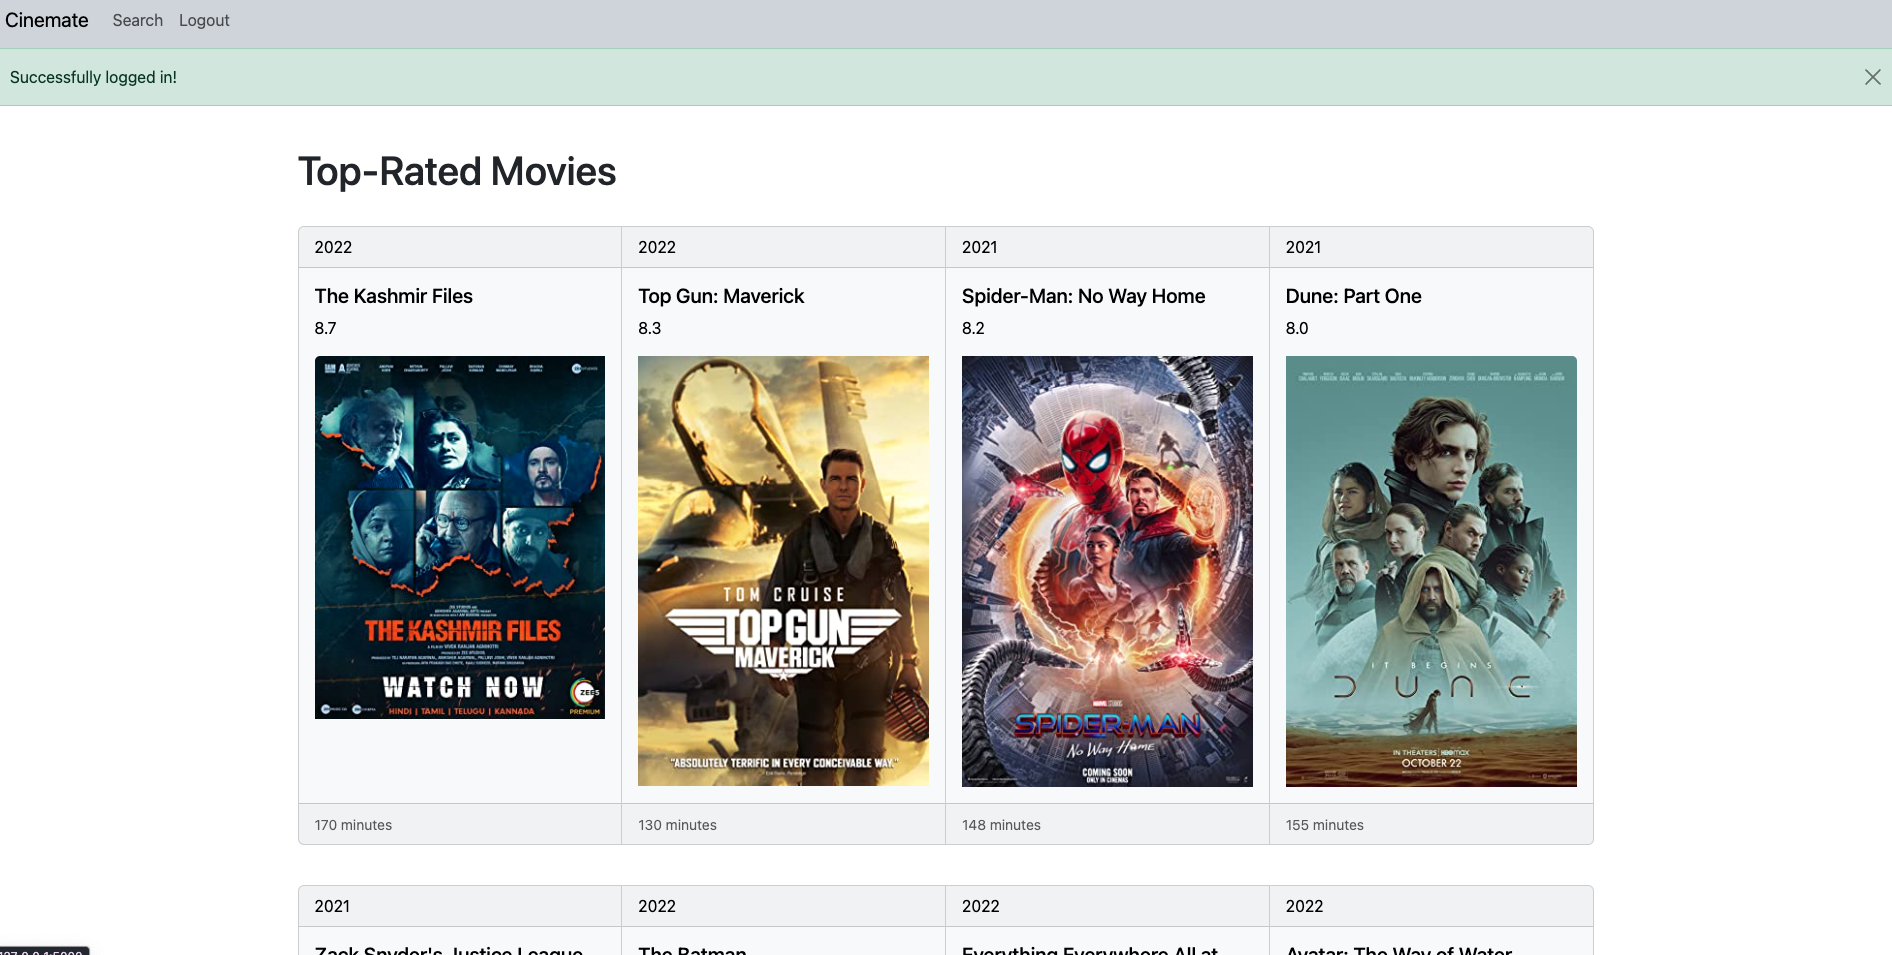 Cinemate Search Logout
Successfully logged in!
Top-Rated Movies
2022
The Kashmir Files
8.7
THE KASHMIR FILES
WATCH NOW
HINDI | TAMIL | TELUGU | KANNADA
ZEE5
PREMIUM
170 minutes
2022
Top Gun: Maverick
8.3
TOM CRUISE
TOP GUN
MAVERICK
"ABSOLUTELY TERRIFIC IN EVERY CONCEIVABLE WAY."
130 minutes
2021
Spider-Man: No Way Home
8.2
MARVEL STUDIOS
SPIDER-MAN
No Way Home
COMING SOON
ONLY IN CINEMAS
148 minutes
2021
Dune: Part One
8.0
IT BEGINS
DUNE
IN THEATERS | HBOMAX
OCTOBER 22
155 minutes
2021
Zack Snyder's Justice League
2022
The Batman
2022
Everything Everywhere All at
2022
Avatar: The Way of Water